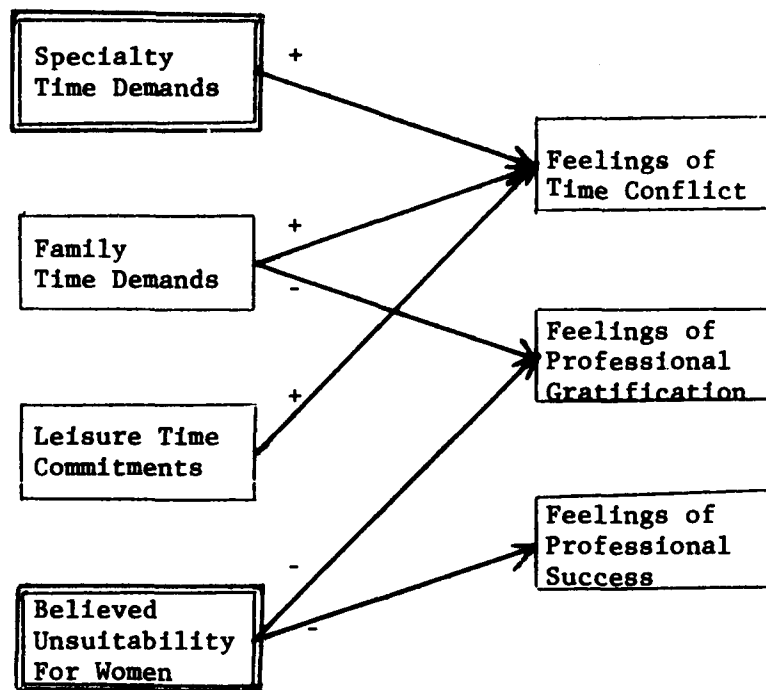 Specialty
Time Demands
+
Feelings of
Time Conflict
Family
Time Demands
+
-
Feelings of
Professional
Gratification
Leisure Time
Commitments
+
Feelings of
Professional
Success
Believed
Unsuitability
For Women
-
-